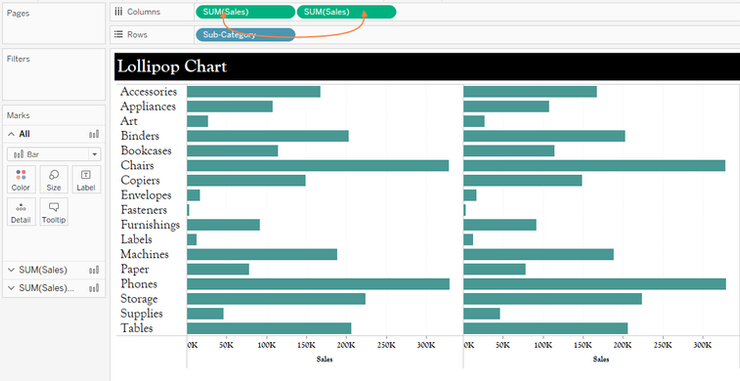 Pages
Columns SUM(Sales) SUM(Sales)
Rows Sub-Category
Filters
Lollipop Chart
Marks
All
Bar
Color Size Label
Detail Tooltip
SUM(Sales)
SUM(Sales)...
Accessories
Appliances
Art
Binders
Bookcases
Chairs
Copiers
Envelopes
Fasteners
Furnishings
Labels
Machines
Paper
Phones
Storage
Supplies
Tables
0K 50K 100K 150K 200K 250K 300K 0K 50K 100K 150K 200K 250K 300K
Sales Sales